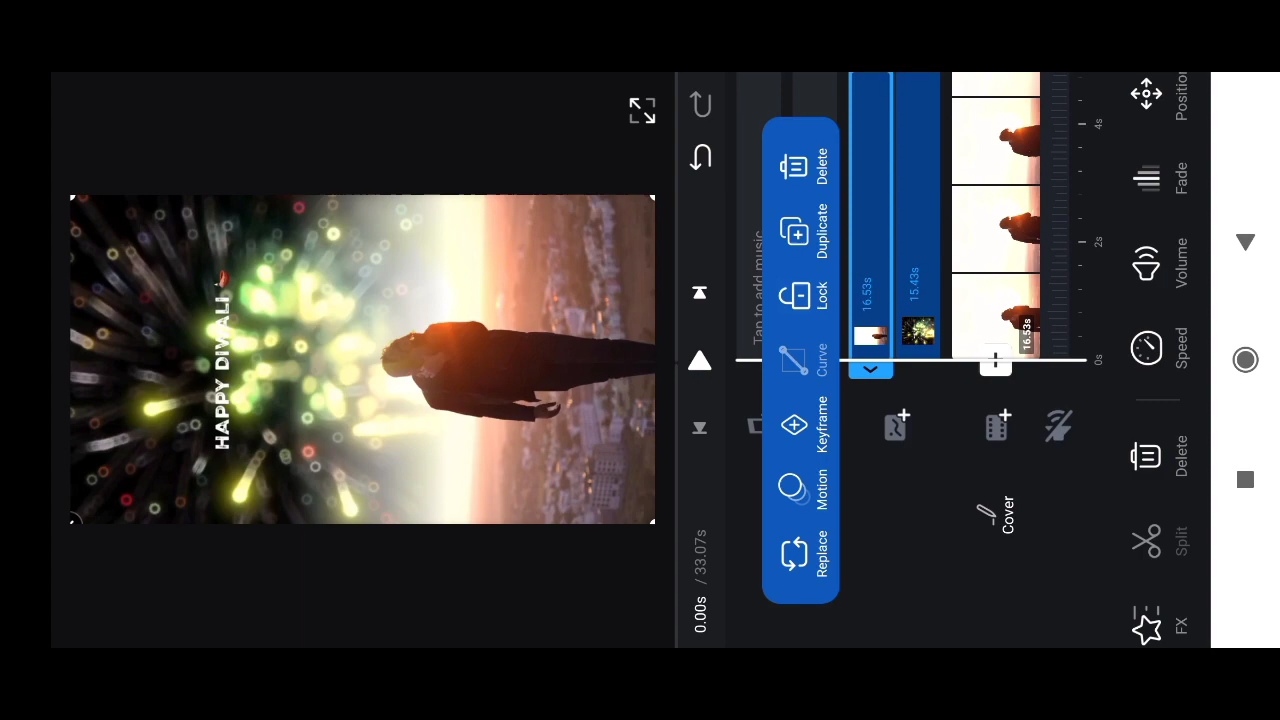 HAPPY DIWALI
0.00s / 33.07s
Tap to add music
Replace
Motion
Keyframe
Curve
Lock
Duplicate
Delete
16.53s
15.43s
Cover
16.53s
0s
2s
4s
FX
Split
Delete
Speed
Volume
Fade
Position